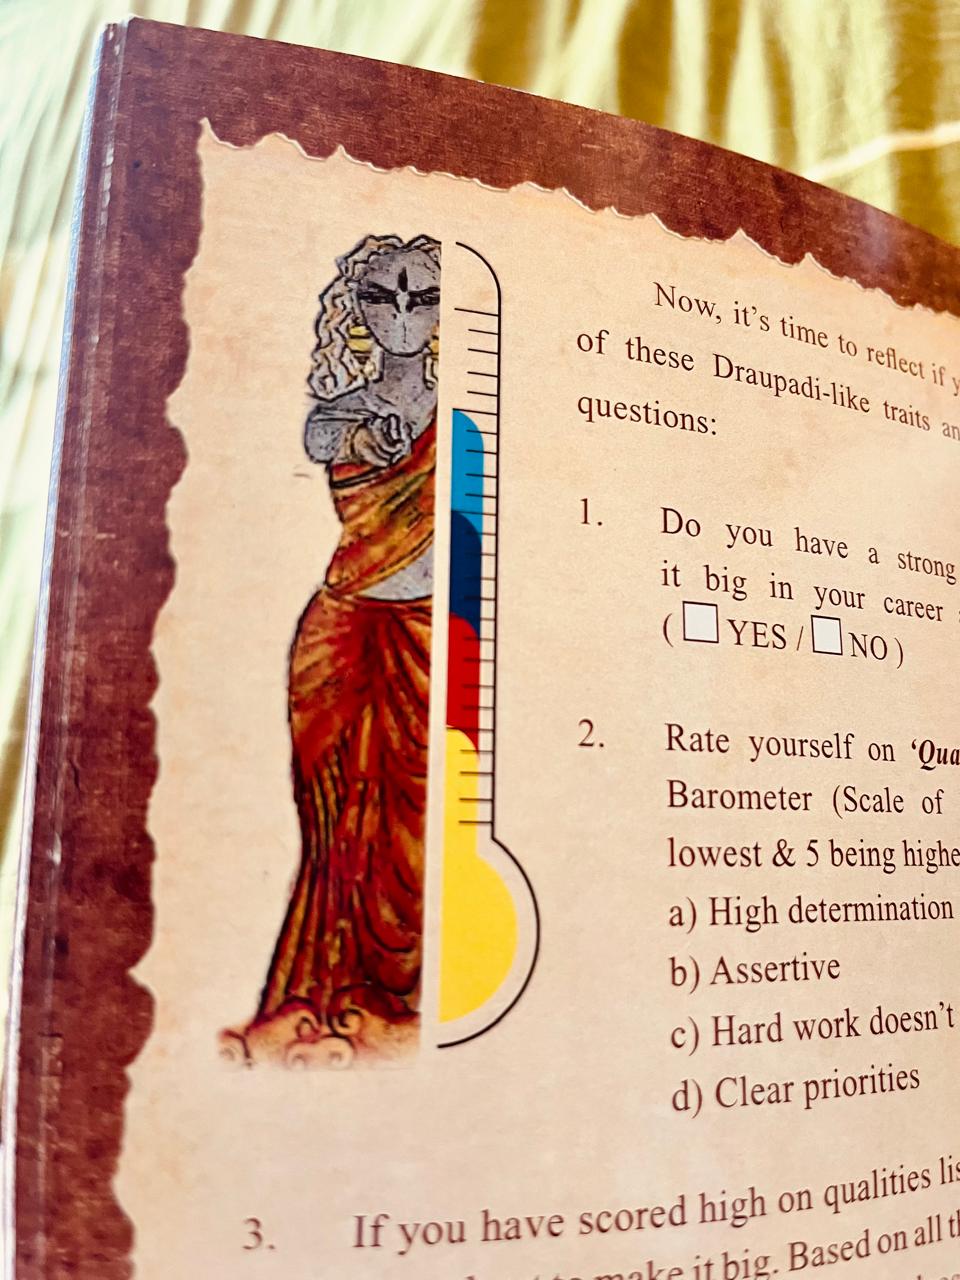 Now, it's time to reflect if
of these Draupadi-like traits
questions:
1. Do you have a strong
it big in your career
( YES / NO )
2. Rate yourself on 'Qua
Barometer (Scale of
lowest & 5 being highe
a) High determination
b) Assertive
c) Hard work doesn't
d) Clear priorities
3. If you have scored high on qualities lis
to make it big. Based on all